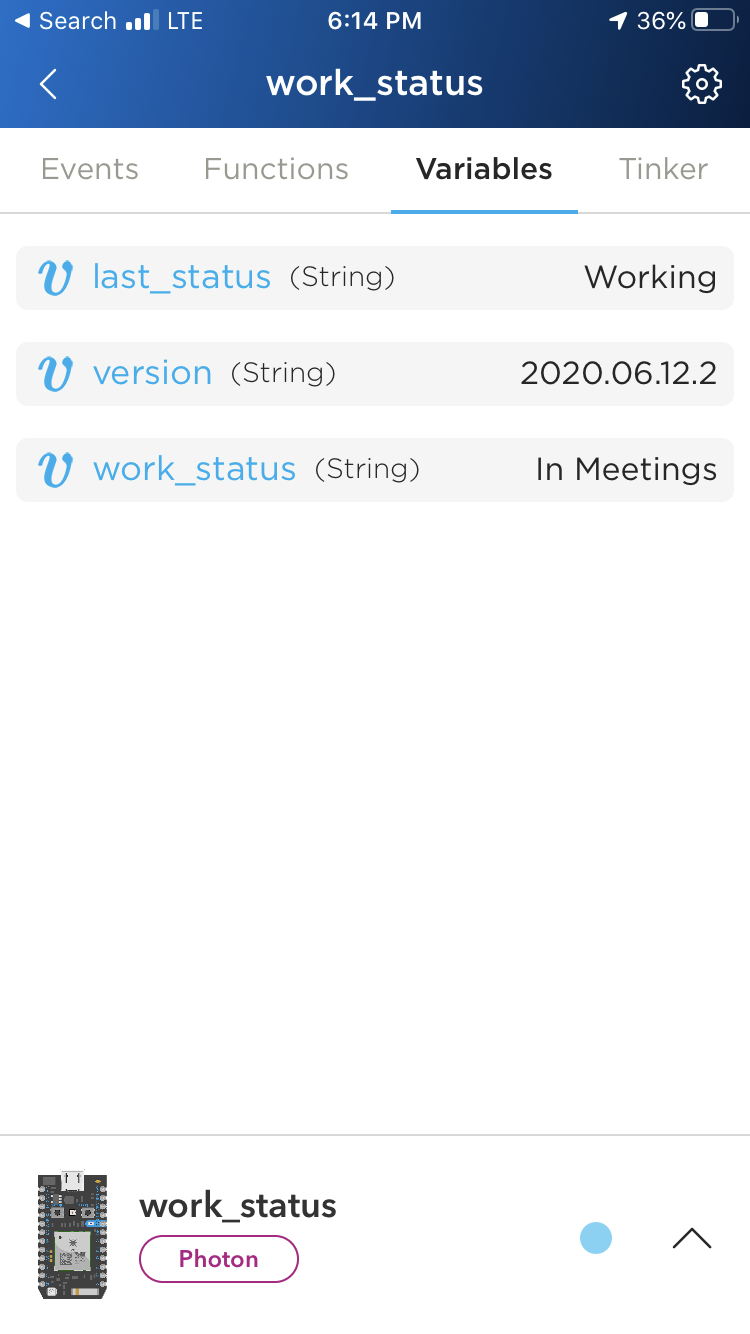 Search LTE 6:14 PM 36%
work_status
Events Functions Variables Tinker
last_status (String) Working
version (String) 2020.06.12.2
work_status (String) In Meetings
work_status
Photon